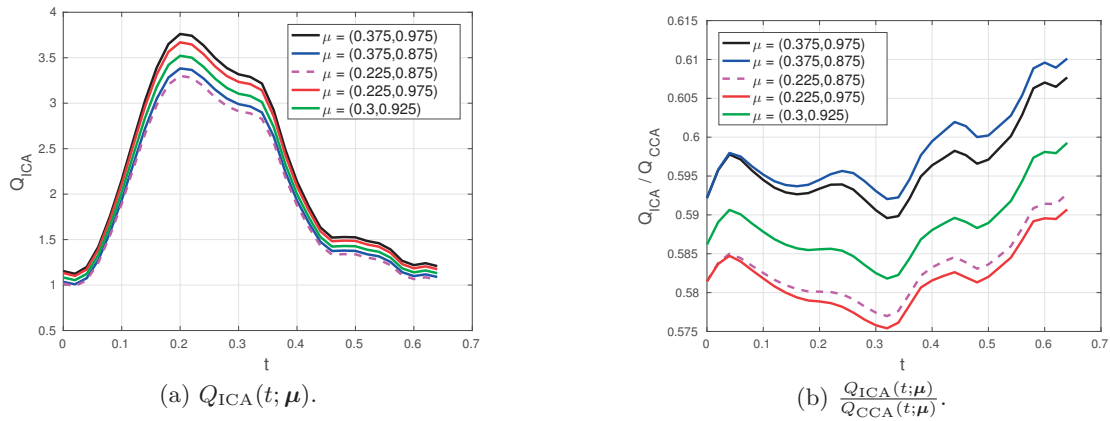 4
3.5
3
2.5
2
1.5
1
0.5
Q_ICA
0 0.1 0.2 0.3 0.4 0.5 0.6 0.7
t
μ = (0.375,0.975)
μ = (0.375,0.875)
μ = (0.225,0.875)
μ = (0.225,0.975)
μ = (0.3,0.925)
(a) Q_ICA(t; μ).
0.615
0.61
0.605
0.6
0.595
0.59
0.585
0.58
0.575
Q_ICA / Q_CCA
0 0.1 0.2 0.3 0.4 0.5 0.6 0.7
t
μ = (0.375,0.975)
μ = (0.375,0.875)
μ = (0.225,0.875)
μ = (0.225,0.975)
μ = (0.3,0.925)
(b) Q_ICA(t;μ) / Q_CCA(t;μ).